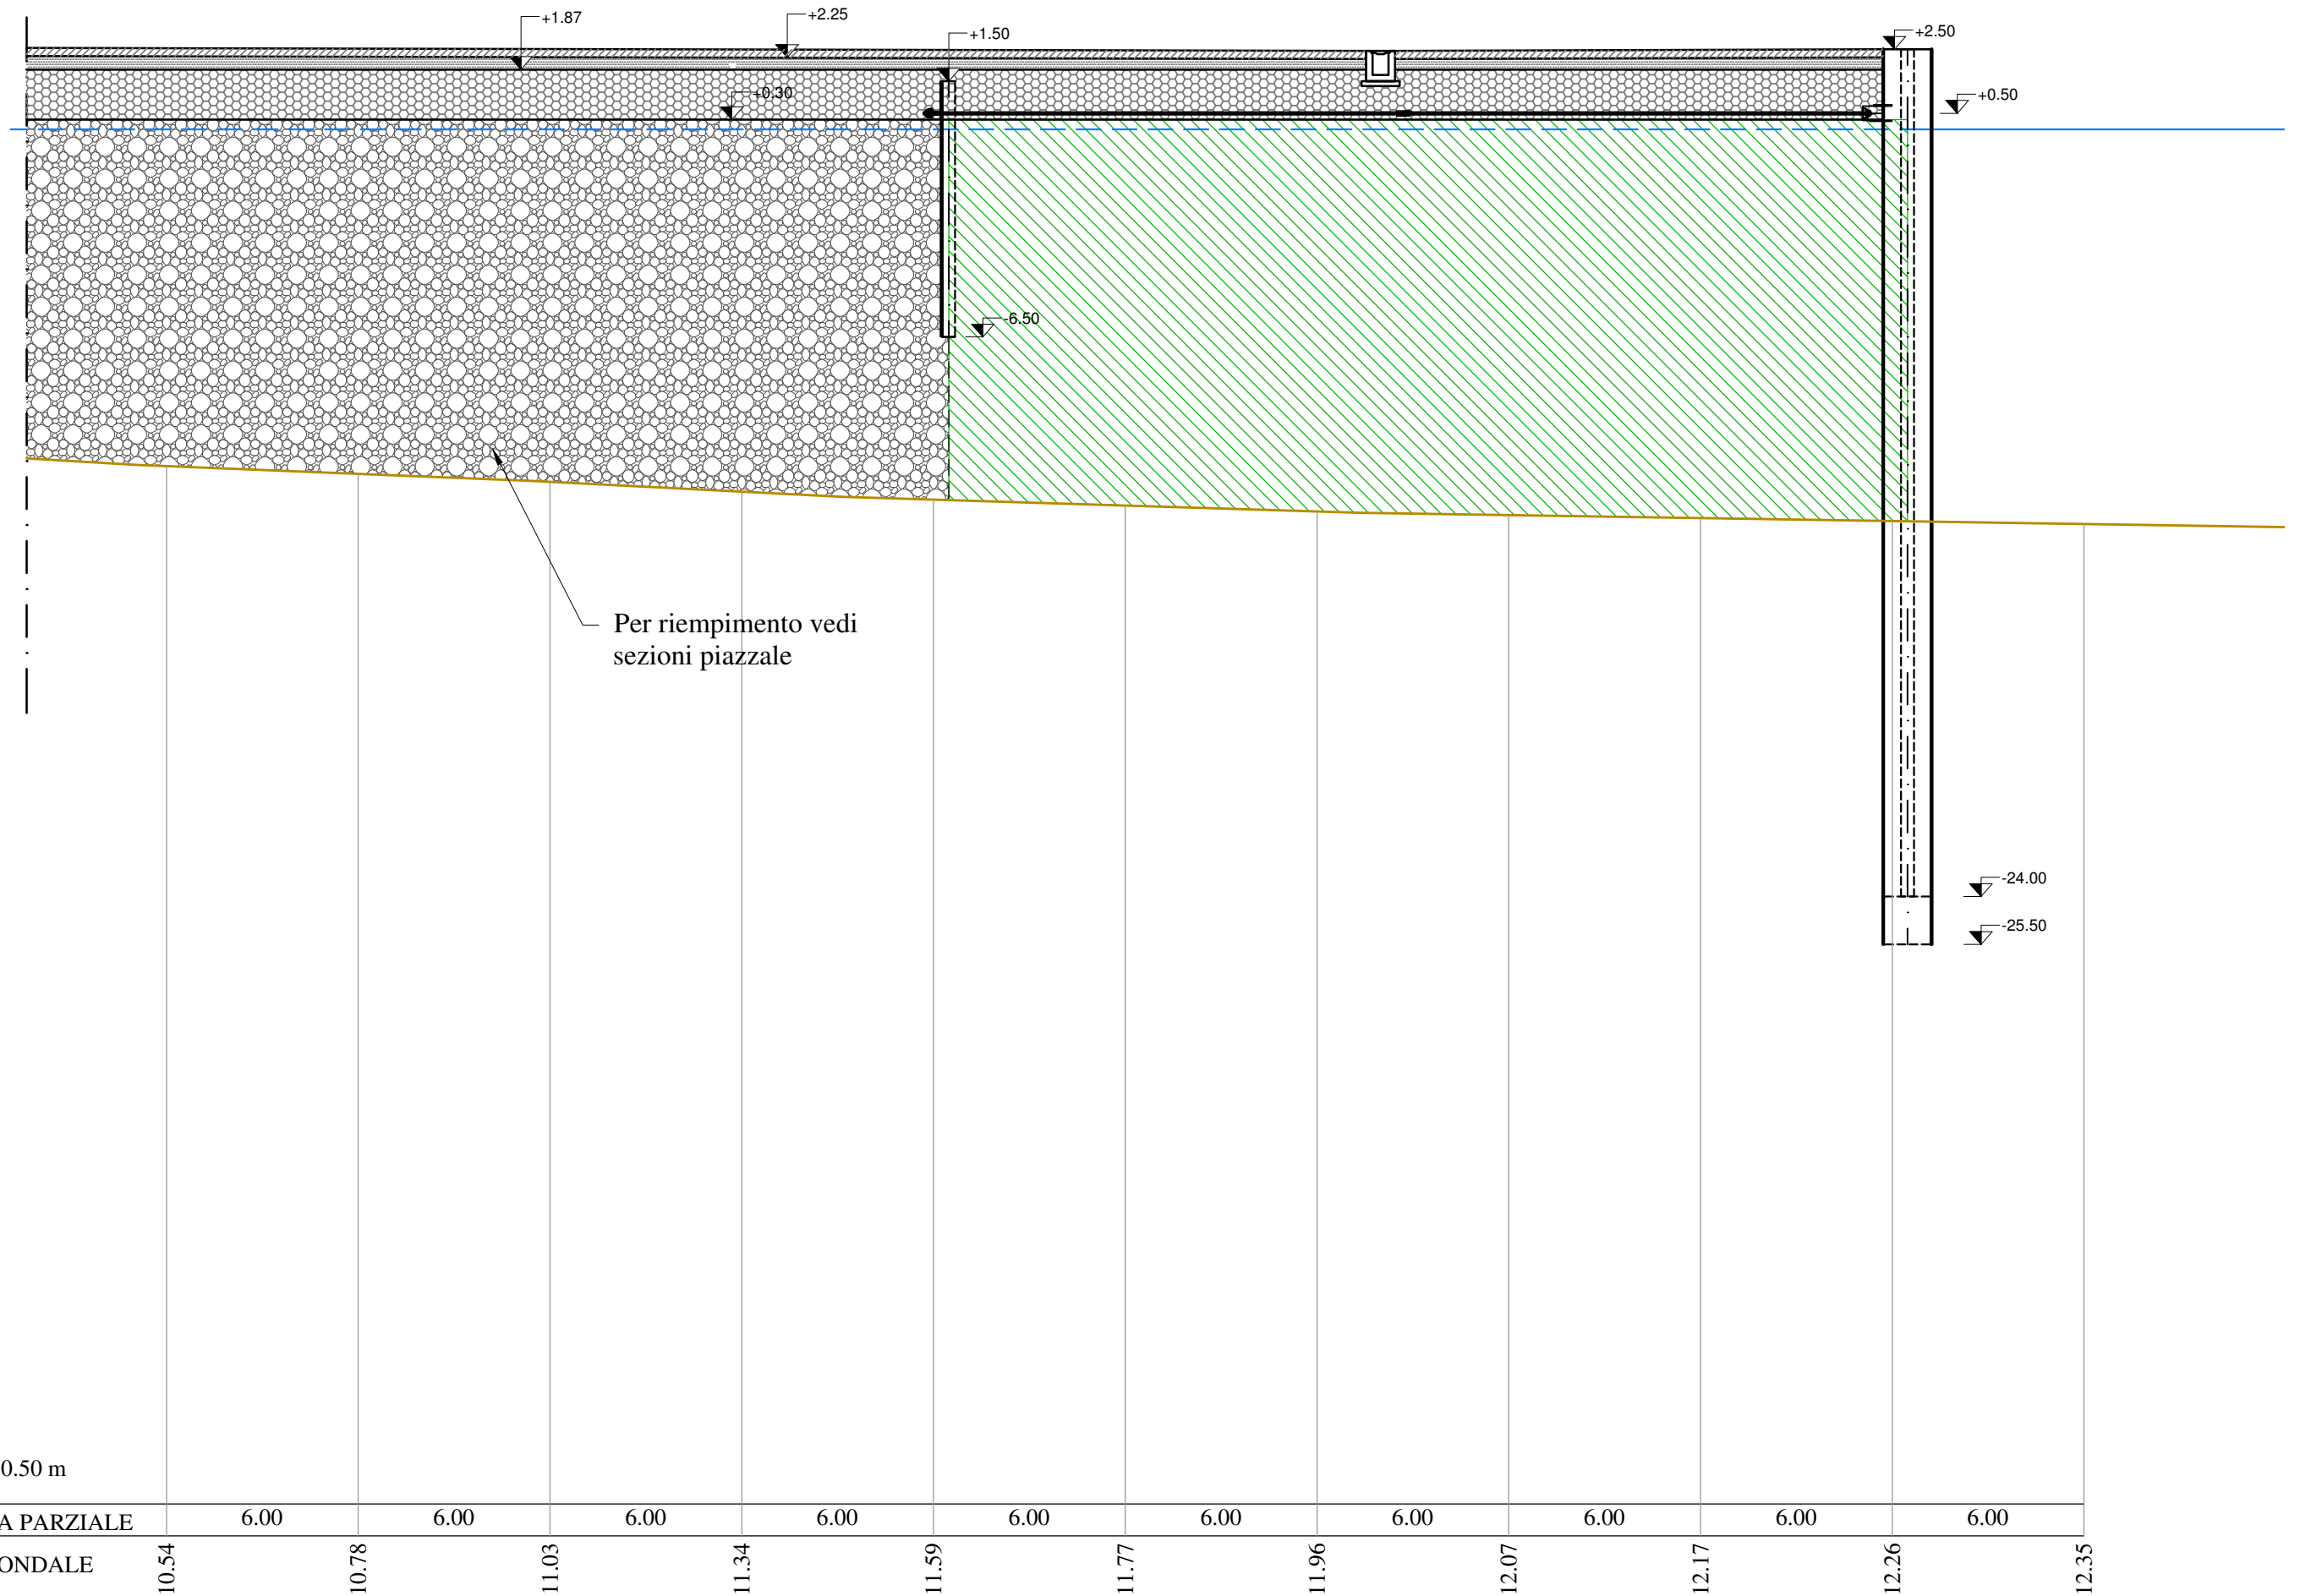 +1.87
+2.25
+1.50
+2.50
+0.30
+0.50
-6.50
Per riempimento vedi
sezioni piazzale
-24.00
-25.50
0.50 m
A PARZIALE 6.00 6.00 6.00 6.00 6.00 6.00 6.00 6.00 6.00 6.00
ONDALE 10.54 10.78 11.03 11.34 11.59 11.77 11.96 12.07 12.17 12.26 12.35